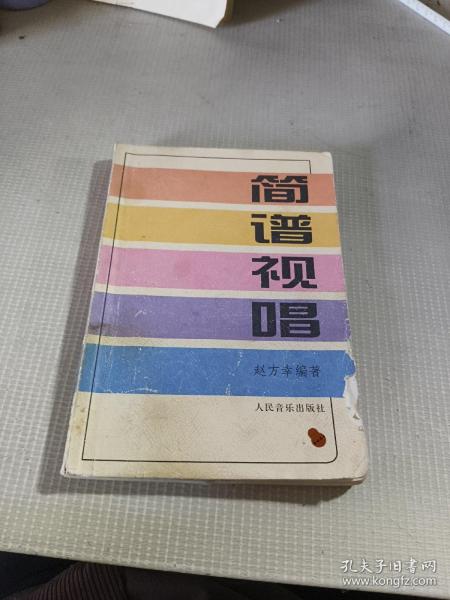 简
谱
视
唱
赵方幸编著
人民音乐出版社
孔夫子旧书网
www.kongfz.com